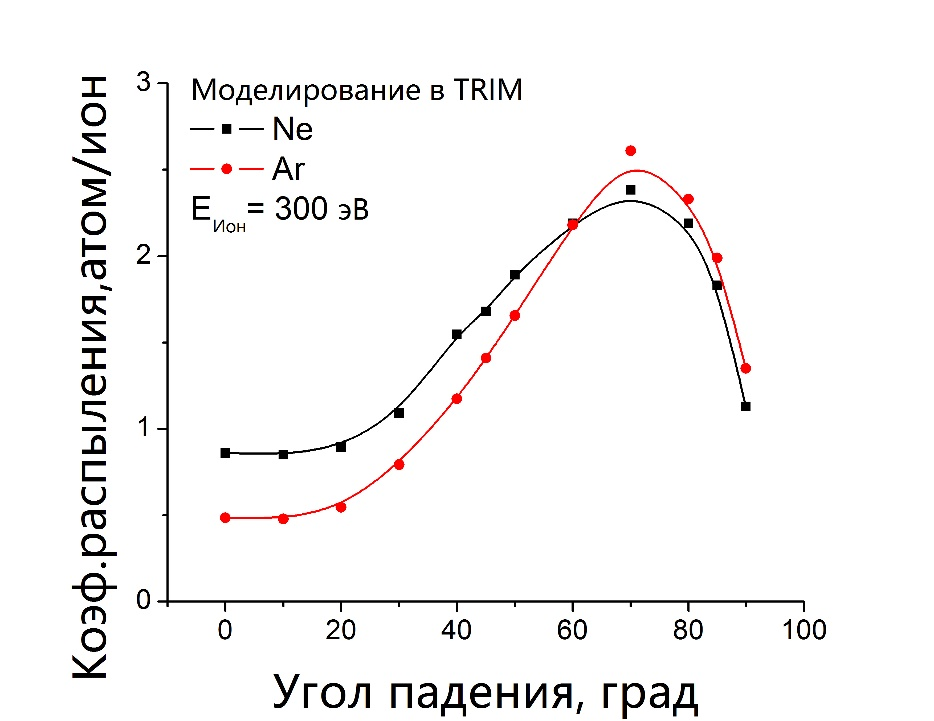 Моделирование в TRIM
Ne
Ar
EИон= 300 эВ
Коэф.распыления,атом/ион
3
2
1
0
0 20 40 60 80 100
Угол падения, град